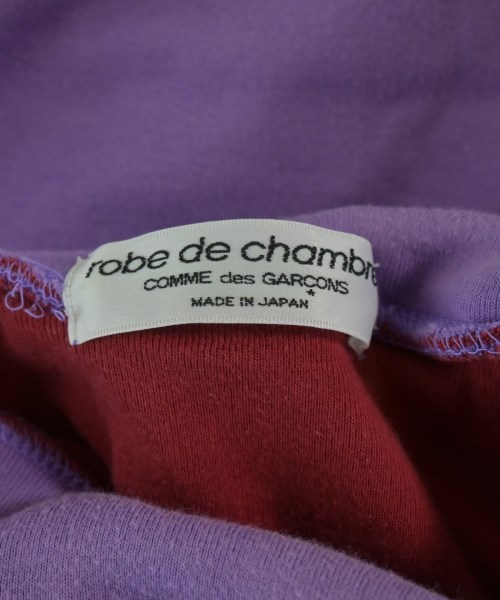 robe de chambre
COMME des GARÇONS
MADE IN JAPAN